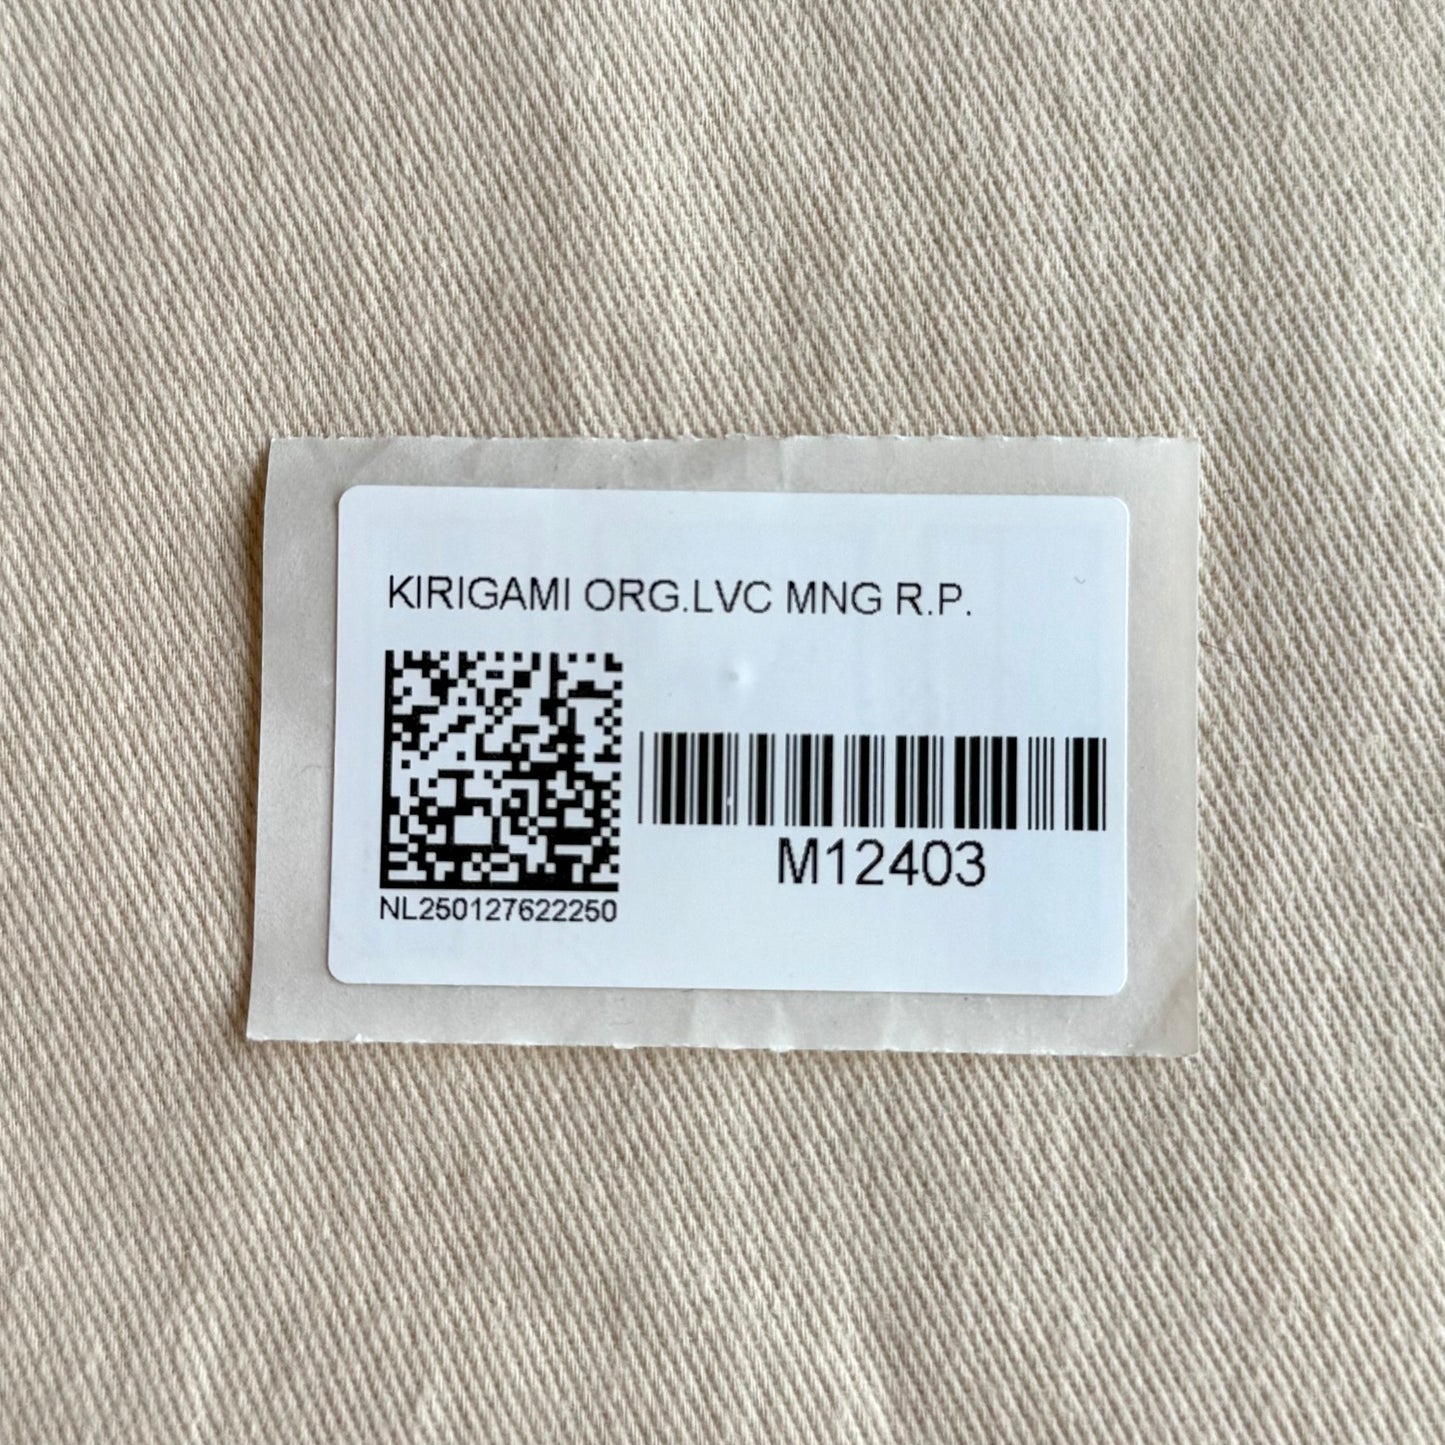 KIRIGAMI ORG.LVC MNG R.P.
M12403
NL250127622250